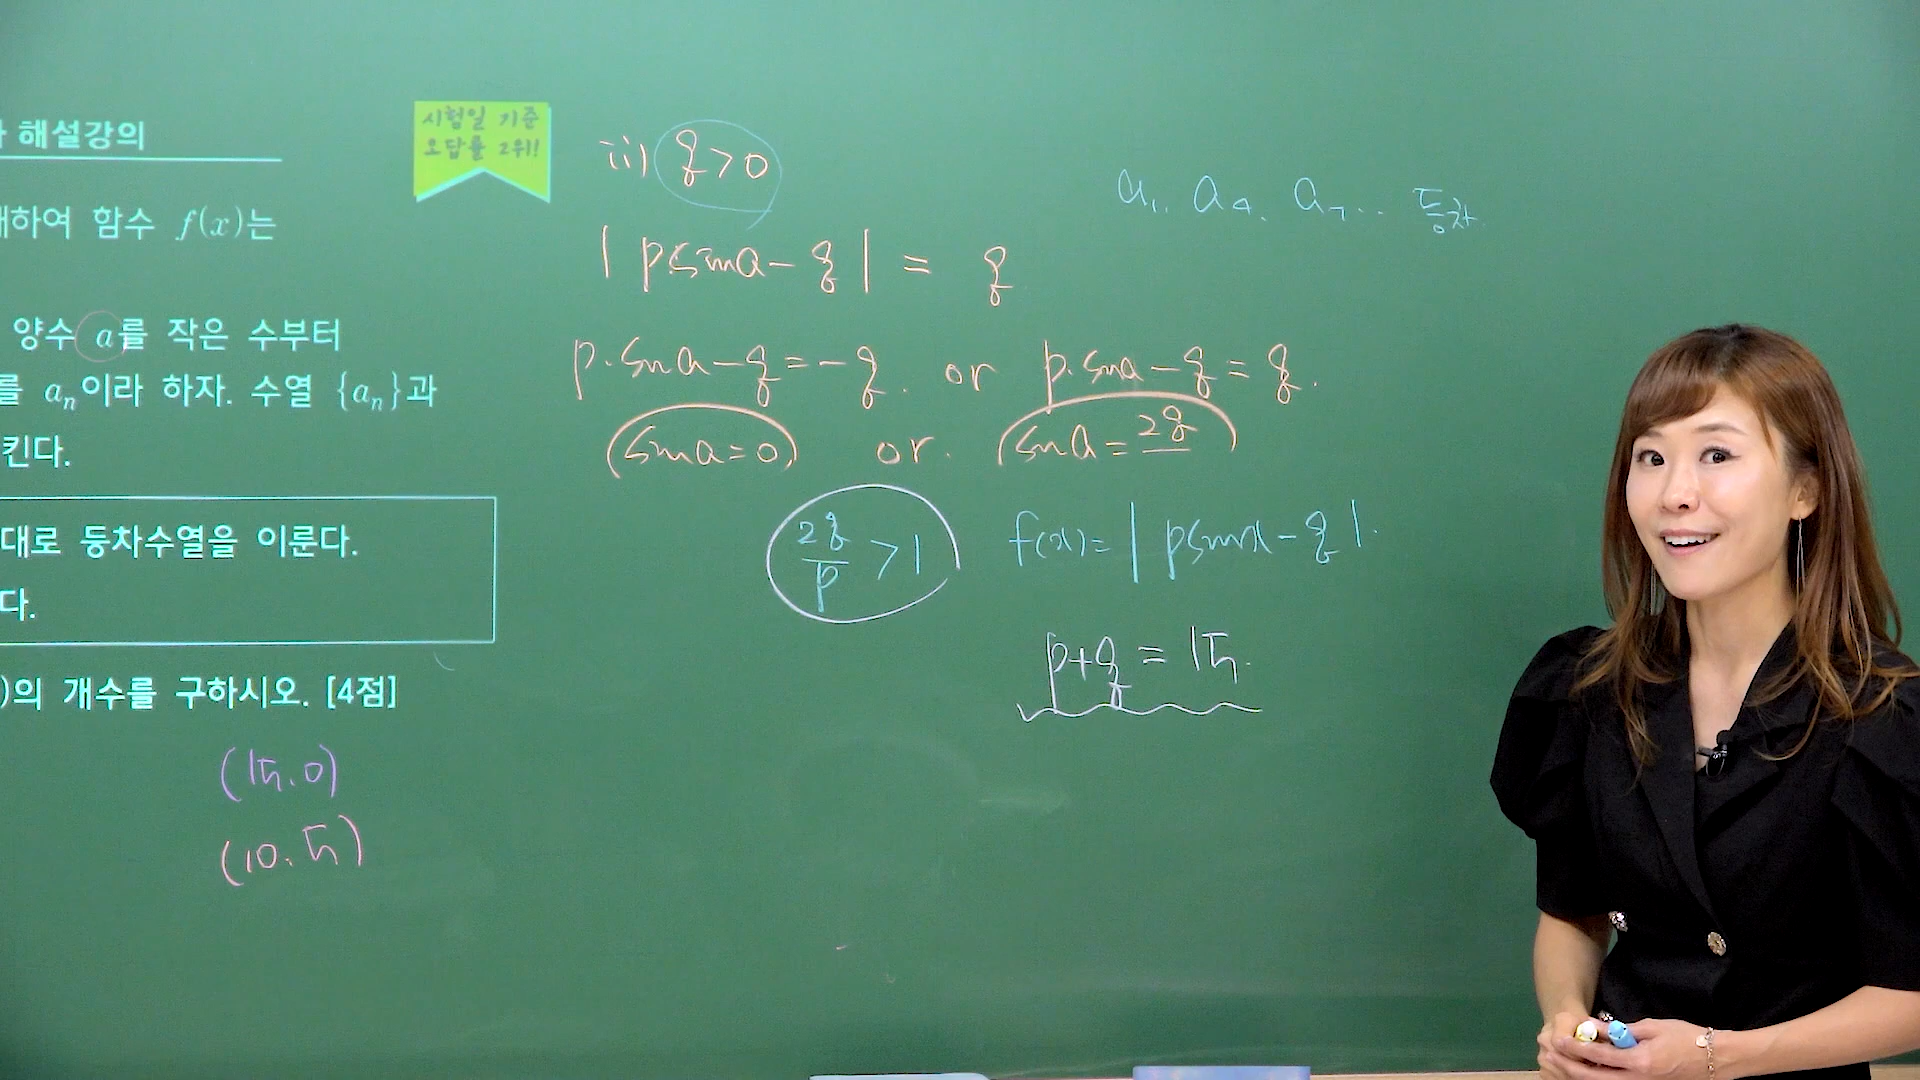 해설강의
시험일 기준
오답률 2위!
대하여 함수 f(x)는
양수 a를 작은 수부터
를 aₙ이라 하자. 수열 {aₙ}과
킨다.
대로 등차수열을 이룬다.
다.
)의 개수를 구하시오. [4점]
(15, 0)
(10, 5)
ii) q>0
|p sin a - q| = q
p·sin a - q = -q. or p·sin a - q = q.
(sin a = 0) or. (sin a = 2q/)
2q/p > 1
f(x) = |p sin x - q|.
p+q = 15.
a₁, a₄, a₇ … 등차